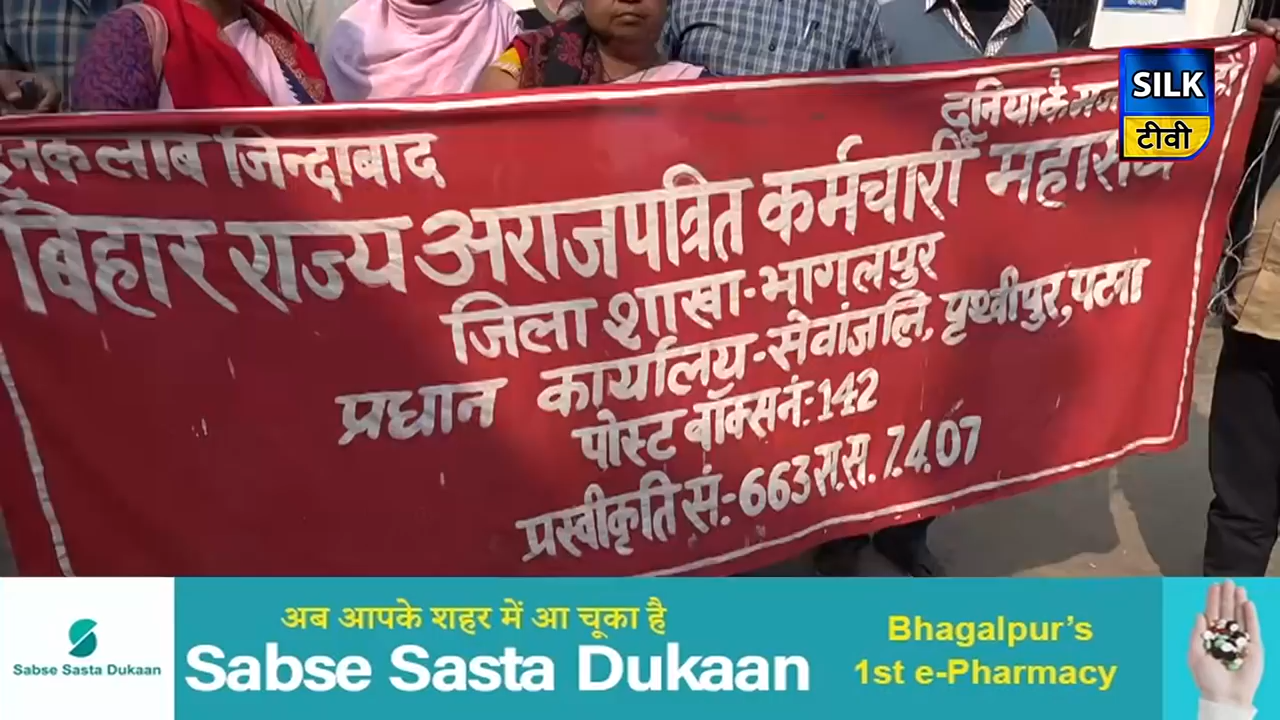 SILK
टीवी
इनकलाब जिन्दाबाद
दूनियाके
बिहार राज्य अराजपत्रित कर्मचारी
जिला शाखा-भागलपुर
प्रधान कार्यालय-सेवांजलि, पृथ्वीपुर, पटना
पोस्ट वॉक्स नं:142
प्रस्वीकृति सं:-663 स.स. 7.4.07
Sabse Sasta Dukaan
अब आपके शहर में आ चूका है
Sabse Sasta Dukaan
Bhagalpur's
1st e-Pharmacy